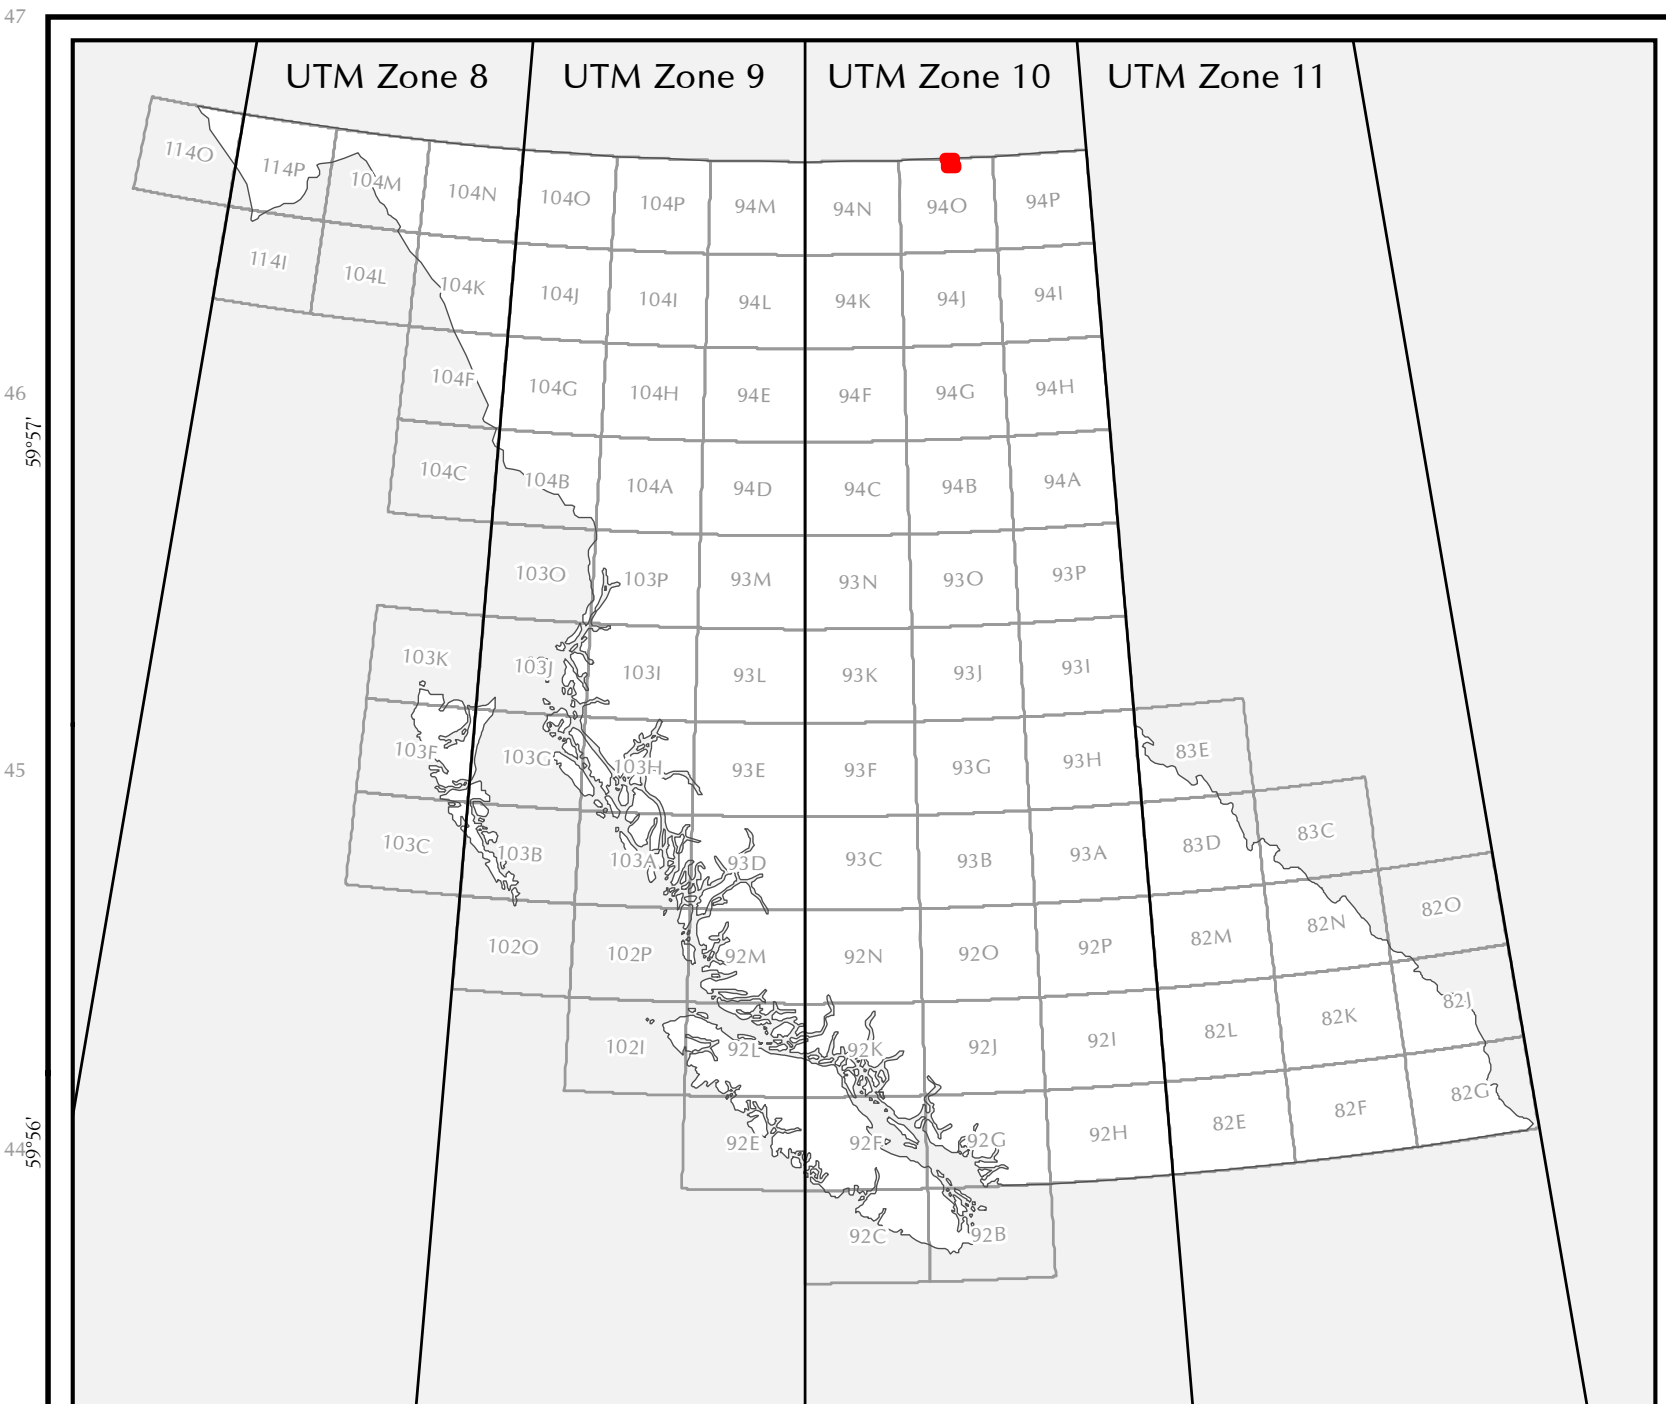 47
UTM Zone 8 UTM Zone 9 UTM Zone 10 UTM Zone 11
114O 114P 104M 104N 104O 104P 94M 94N 94O 94P
114I 104L 104K 104J 104I 94L 94K 94J 94I
46
104F 104G 104H 94E 94F 94G 94H
59°57'
104C 104B 104A 94D 94C 94B 94A
103O 103P 93M 93N 93O 93P
103K 103J 103I 93L 93K 93J 93I
45
103F 103G 103H 93E 93F 93G 93H 83E
103C 103B 103A 93D 93C 93B 93A 83D 83C
102O 102P 92M 92N 92O 92P 82M 82N 82O
102I 92L 92K 92J 92I 82L 82K 82J
44
59°56'
92E 92F 92G 92H 82E 82F 82G
92C 92B